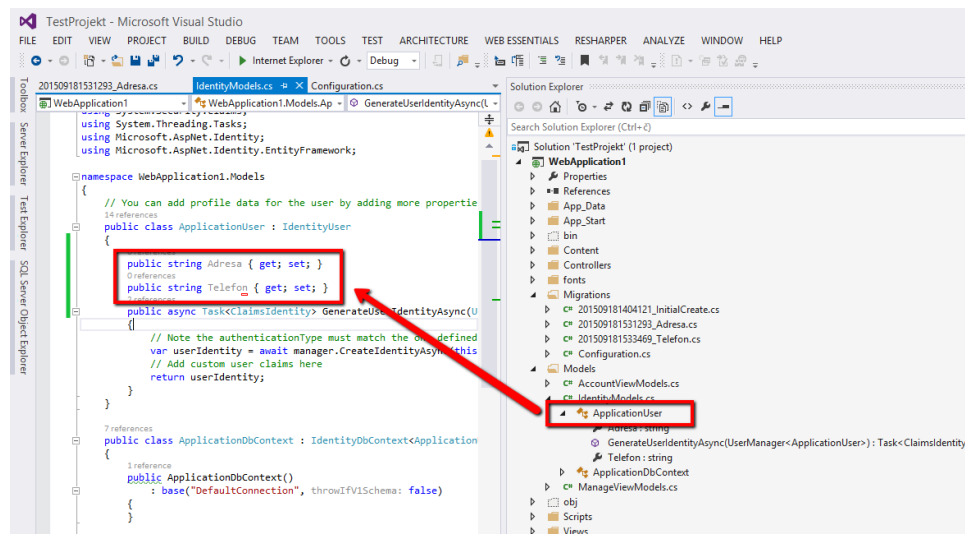 TestProjekt - Microsoft Visual Studio
FILE EDIT VIEW PROJECT BUILD DEBUG TEAM TOOLS TEST ARCHITECTURE WEB ESSENTIALS RESHARPER ANALYZE WINDOW HELP
Internet Explorer Debug
Toolbox
Server Explorer
Test Explorer
SQL Server Object Explorer
201509181531293_Adresa.cs IdentityModels.cs Configuration.cs
WebApplication1 WebApplication1.Models.Ap GenerateUserIdentityAsync(U
using System.Security.Claims;
using System.Threading.Tasks;
using Microsoft.AspNet.Identity;
using Microsoft.AspNet.Identity.EntityFramework;
namespace WebApplication1.Models
{
// You can add profile data for the user by adding more propertie
14 references
public class ApplicationUser : IdentityUser
{
public string Adresa { get; set; }
0 references
public string Telefon { get; set; }
2 references
public async Task<ClaimsIdentity> GenerateUserIdentityAsync(U
{
// Note the authenticationType must match the one defined
var userIdentity = await manager.CreateIdentityAsync(this
// Add custom user claims here
return userIdentity;
}
}
7 references
public class ApplicationDbContext : IdentityDbContext<Application
{
1 reference
public ApplicationDbContext()
: base("DefaultConnection", throwIfV1Schema: false)
{
}
Solution Explorer
Search Solution Explorer (Ctrl+č)
Solution 'TestProjekt' (1 project)
WebApplication1
Properties
References
App_Data
App_Start
bin
Content
Controllers
fonts
Migrations
C# 201509181404121_InitialCreate.cs
C# 201509181531293_Adresa.cs
C# 201509181533469_Telefon.cs
C# Configuration.cs
Models
C# AccountViewModels.cs
C# IdentityModels.cs
ApplicationUser
Adresa : string
GenerateUserIdentityAsync(UserManager<ApplicationUser>) : Task<ClaimsIdentity
Telefon : string
ApplicationDbContext
C# ManageViewModels.cs
obj
Scripts
Views